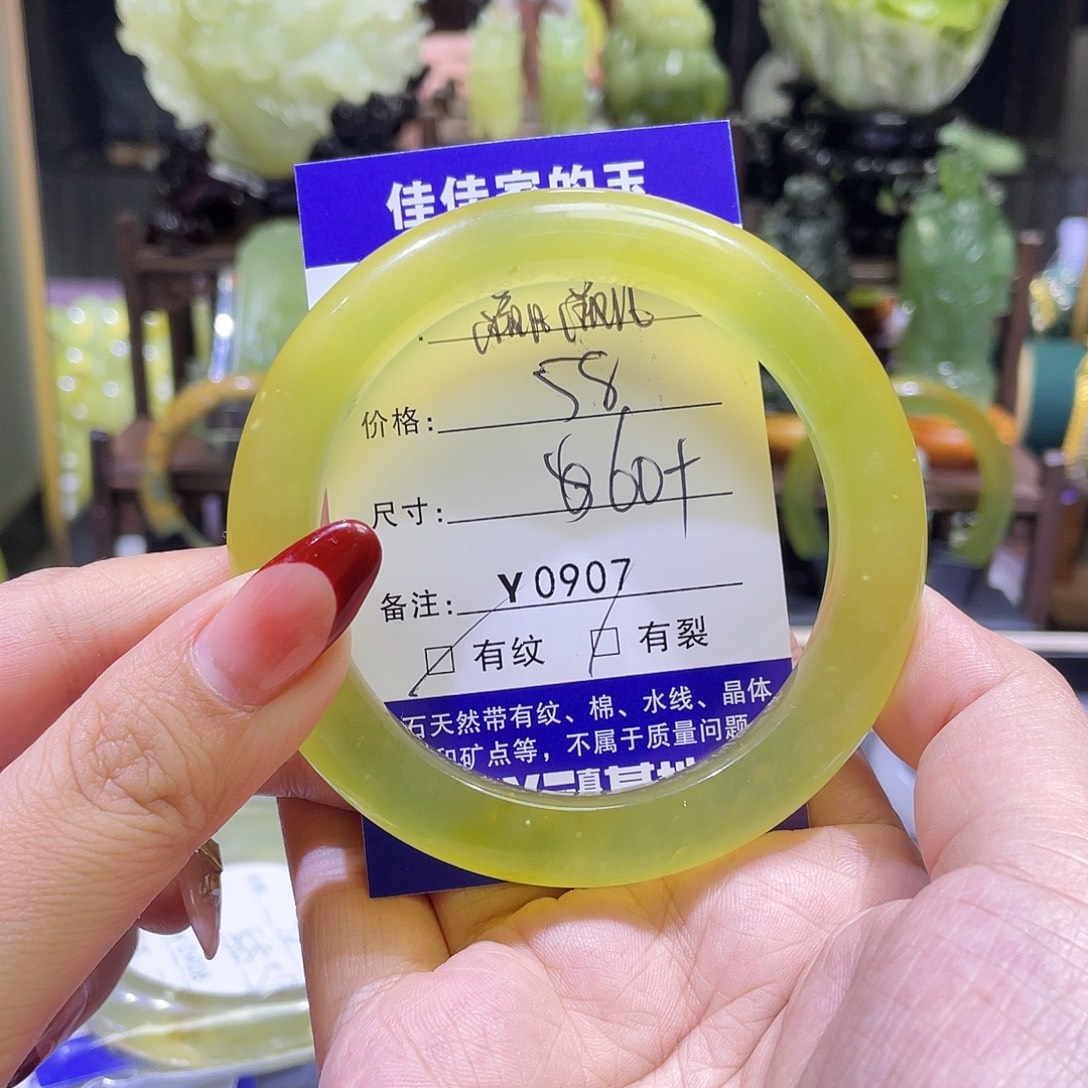 佳佳家的玉
价格: 58
尺寸: 60+
备注: Y0907
有纹 有裂
石天然带有纹、棉、水线、晶体
和矿点等，不属于质量问题